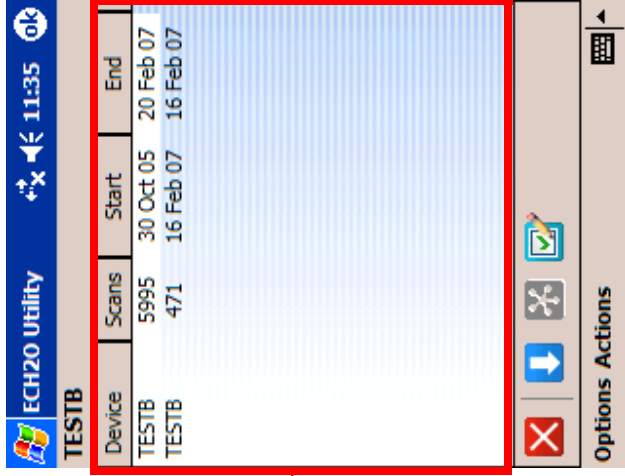 ECH2O Utility 11:35 ok
TESTB
Device Scans Start End
TESTB 5995 30 Oct 05 20 Feb 07
TESTB 471 16 Feb 07 16 Feb 07
Options Actions